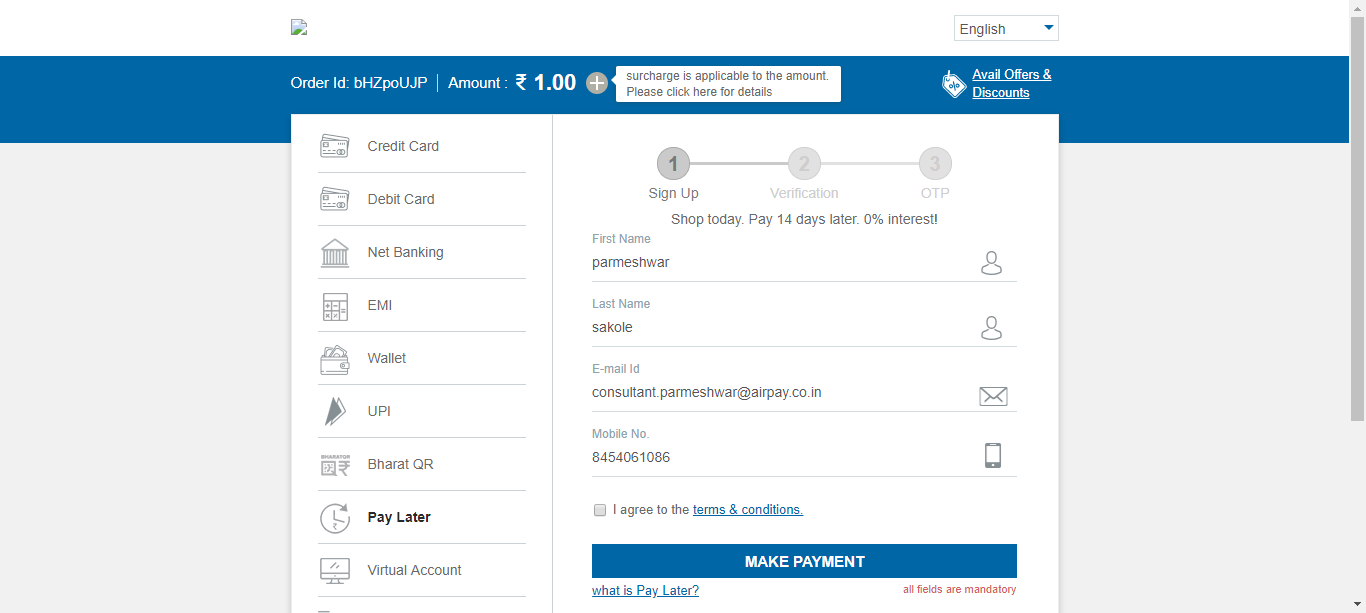 English
Order Id: bHZpoUJP
Amount : ₹ 1.00
surcharge is applicable to the amount.
Please click here for details
Avail Offers &
Discounts
Credit Card
Debit Card
Net Banking
EMI
Wallet
UPI
BHARATQR
Bharat QR
Pay Later
Virtual Account
1
2
3
Sign Up
Verification
OTP
Shop today. Pay 14 days later. 0% interest!
First Name
parmeshwar
Last Name
sakole
E-mail Id
consultant.parmeshwar@airpay.co.in
Mobile No.
8454061086
I agree to the terms & conditions.
MAKE PAYMENT
what is Pay Later?
all fields are mandatory